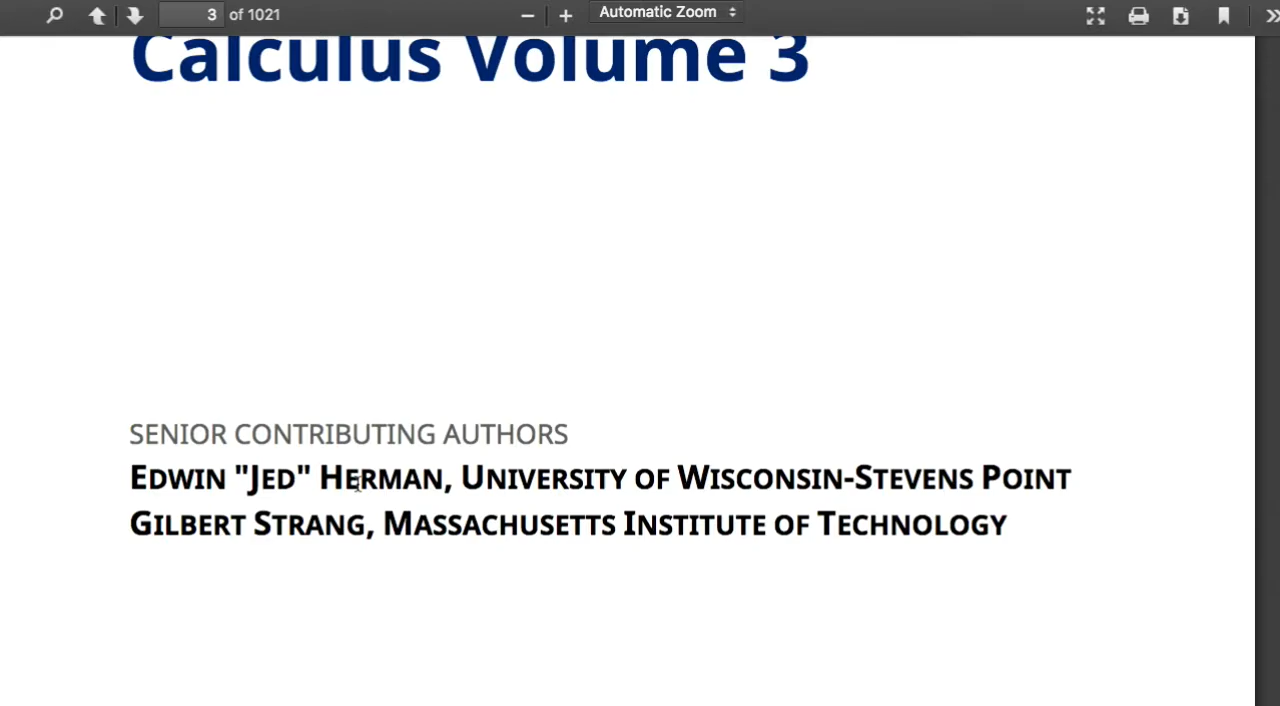 3 of 1021
Automatic Zoom
Calculus Volume 3
SENIOR CONTRIBUTING AUTHORS
EDWIN "JED" HERMAN, UNIVERSITY OF WISCONSIN-STEVENS POINT
GILBERT STRANG, MASSACHUSETTS INSTITUTE OF TECHNOLOGY